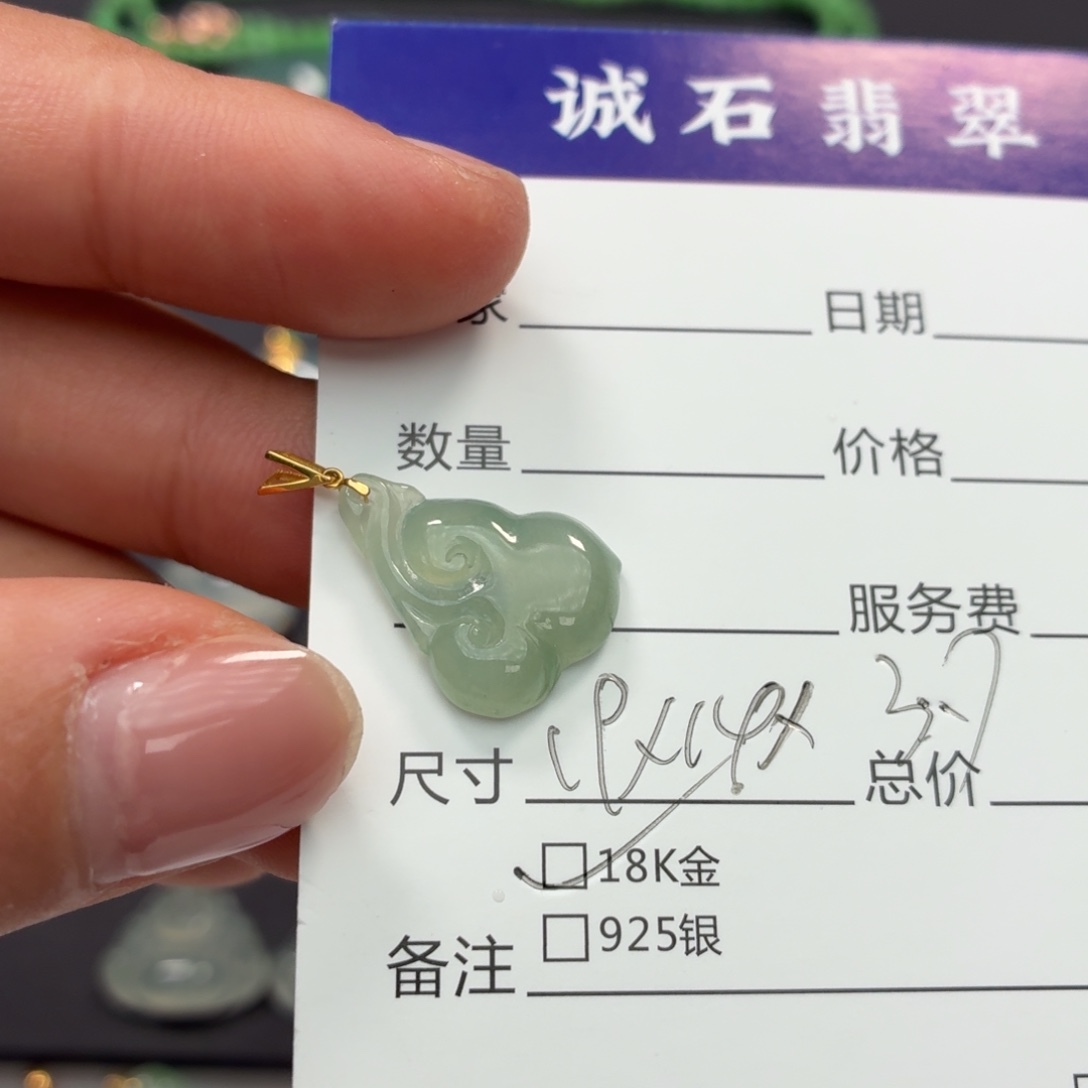 诚石翡翠
家 日期
数量 价格
服务费
尺寸 总价
□18K金
□925银
备注